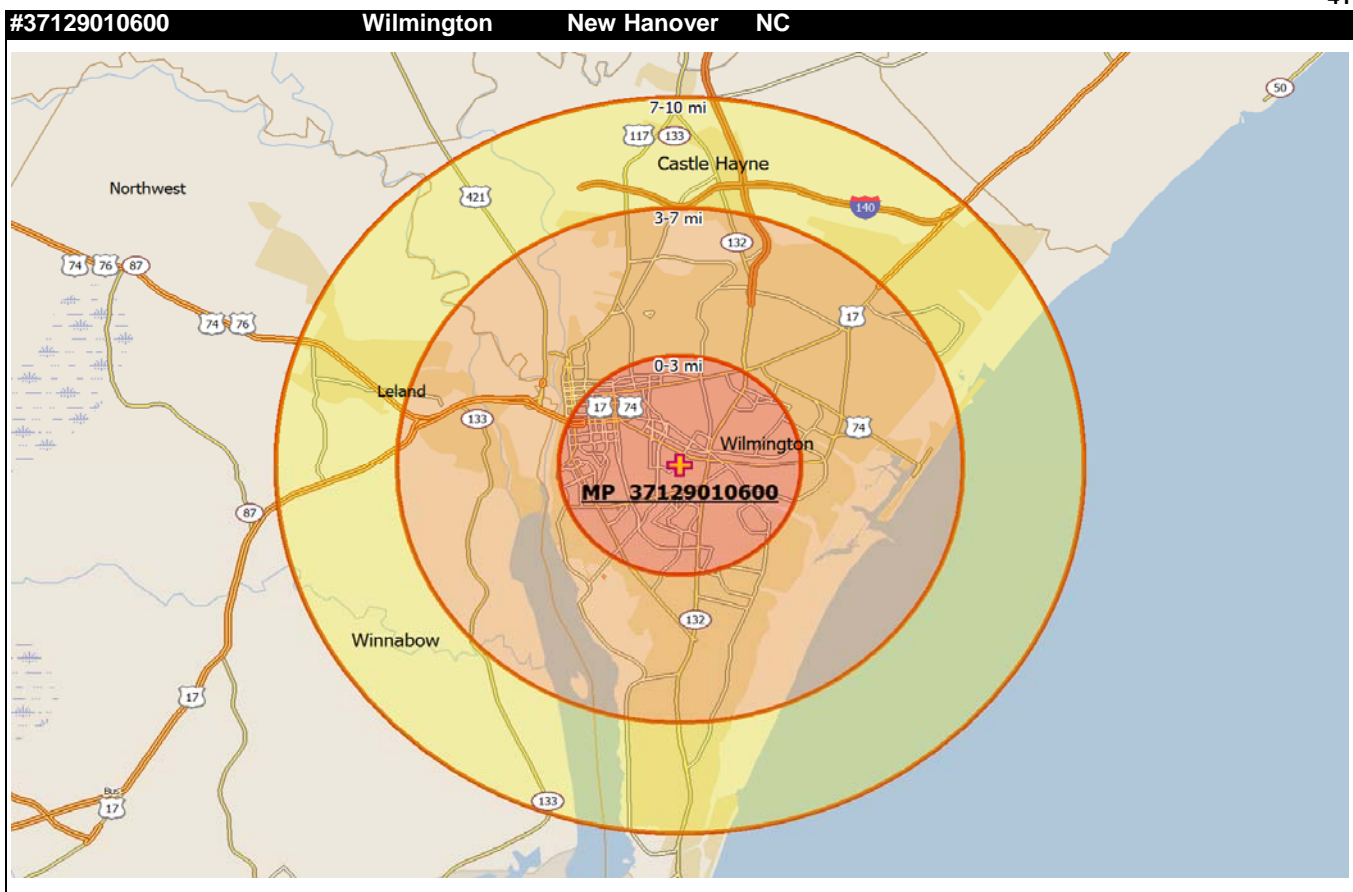 41
#37129010600 Wilmington New Hanover NC
50
7-10 mi
117 133
Castle Hayne
Northwest
421
140
3-7 mi
132
74 76 87
17
74 76
0-3 mi
Leland
17 74
133
74
Wilmington
MP_37129010600
87
132
Winnabow
17
Bus
17
133